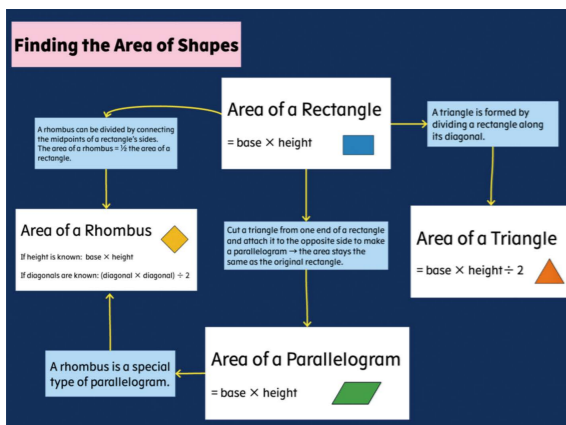 Finding the Area of Shapes
Area of a Rectangle
= base × height
A rhombus can be divided by connecting
the midpoints of a rectangle's sides.
The area of a rhombus = ½ the area of a
rectangle.
A triangle is formed by
dividing a rectangle along
its diagonal.
Area of a Rhombus
If height is known: base × height
If diagonals are known: (diagonal × diagonal) ÷ 2
Cut a triangle from one end of a rectangle
and attach it to the opposite side to make
a parallelogram → the area stays the
same as the original rectangle.
Area of a Triangle
= base × height÷ 2
A rhombus is a special
type of parallelogram.
Area of a Parallelogram
= base × height